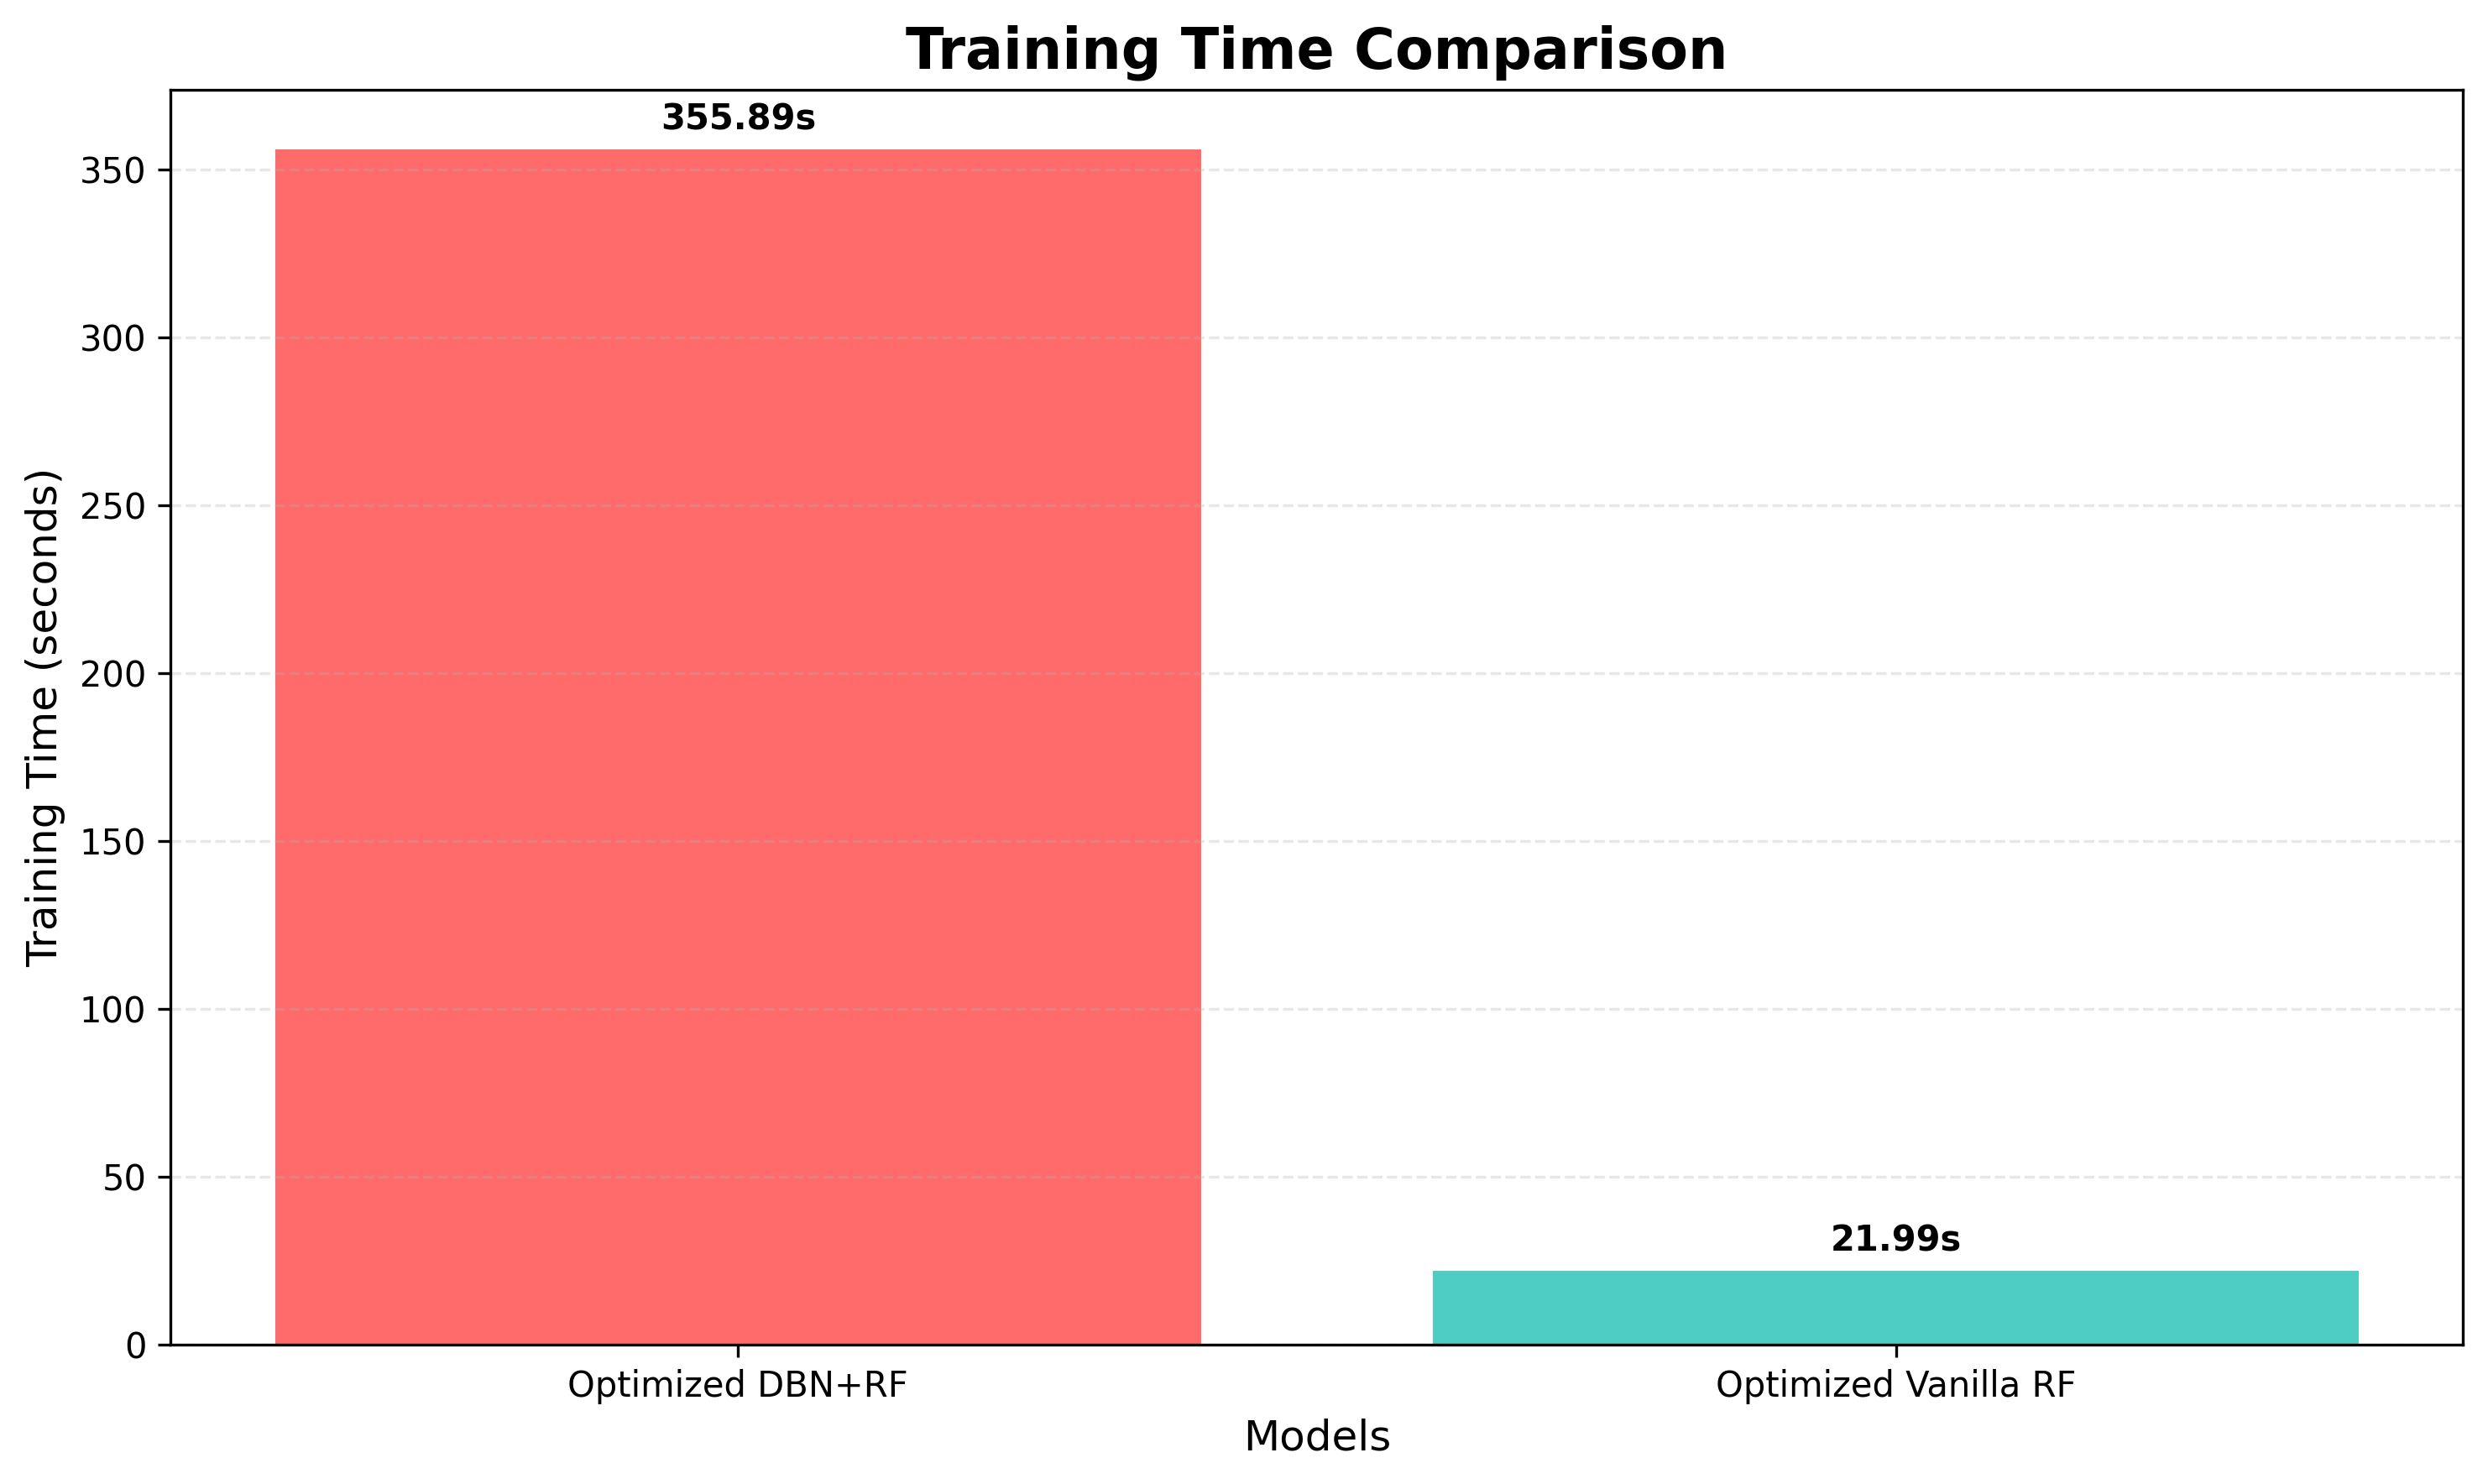 Training Time Comparison
355.89s
350
300
250
200
150
100
50
0
Training Time (seconds)
21.99s
Optimized DBN+RF
Optimized Vanilla RF
Models